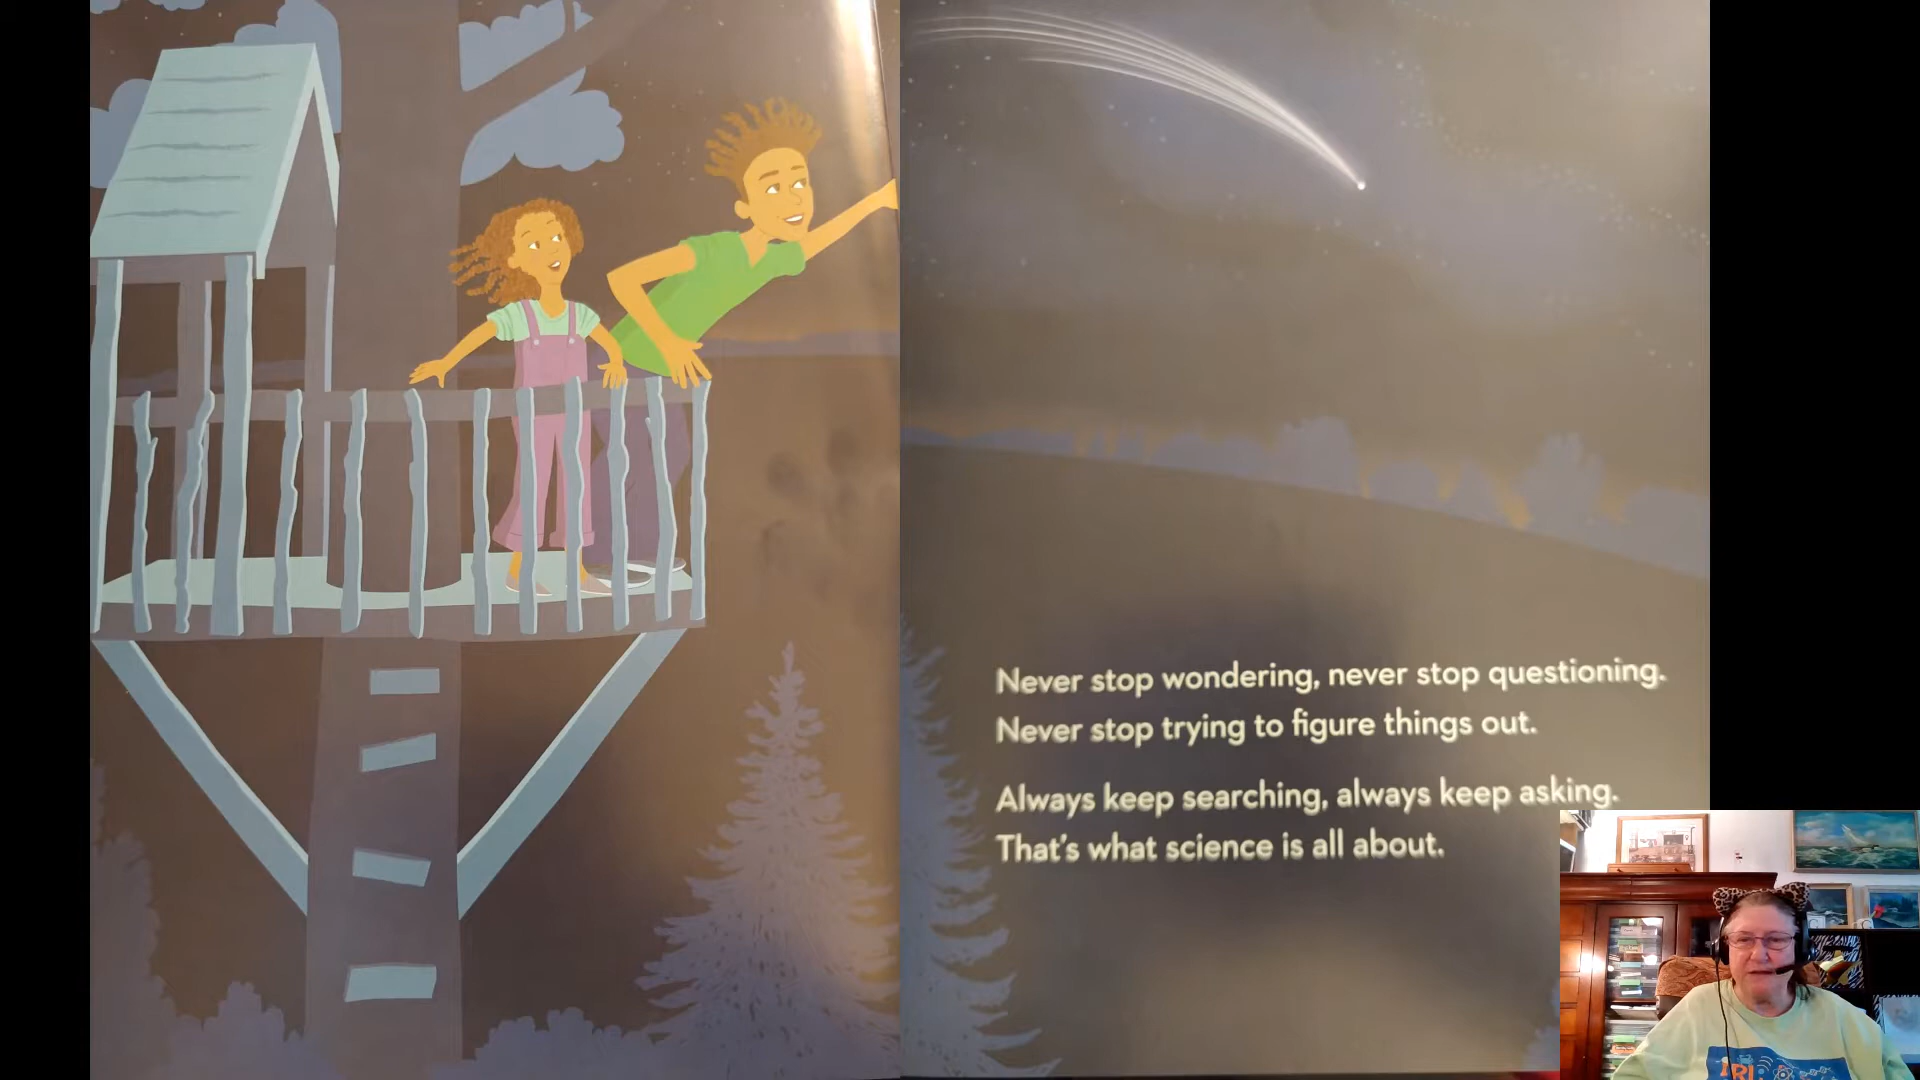 Never stop wondering, never stop questioning.
Never stop trying to figure things out.
Always keep searching, always keep asking.
That's what science is all about.